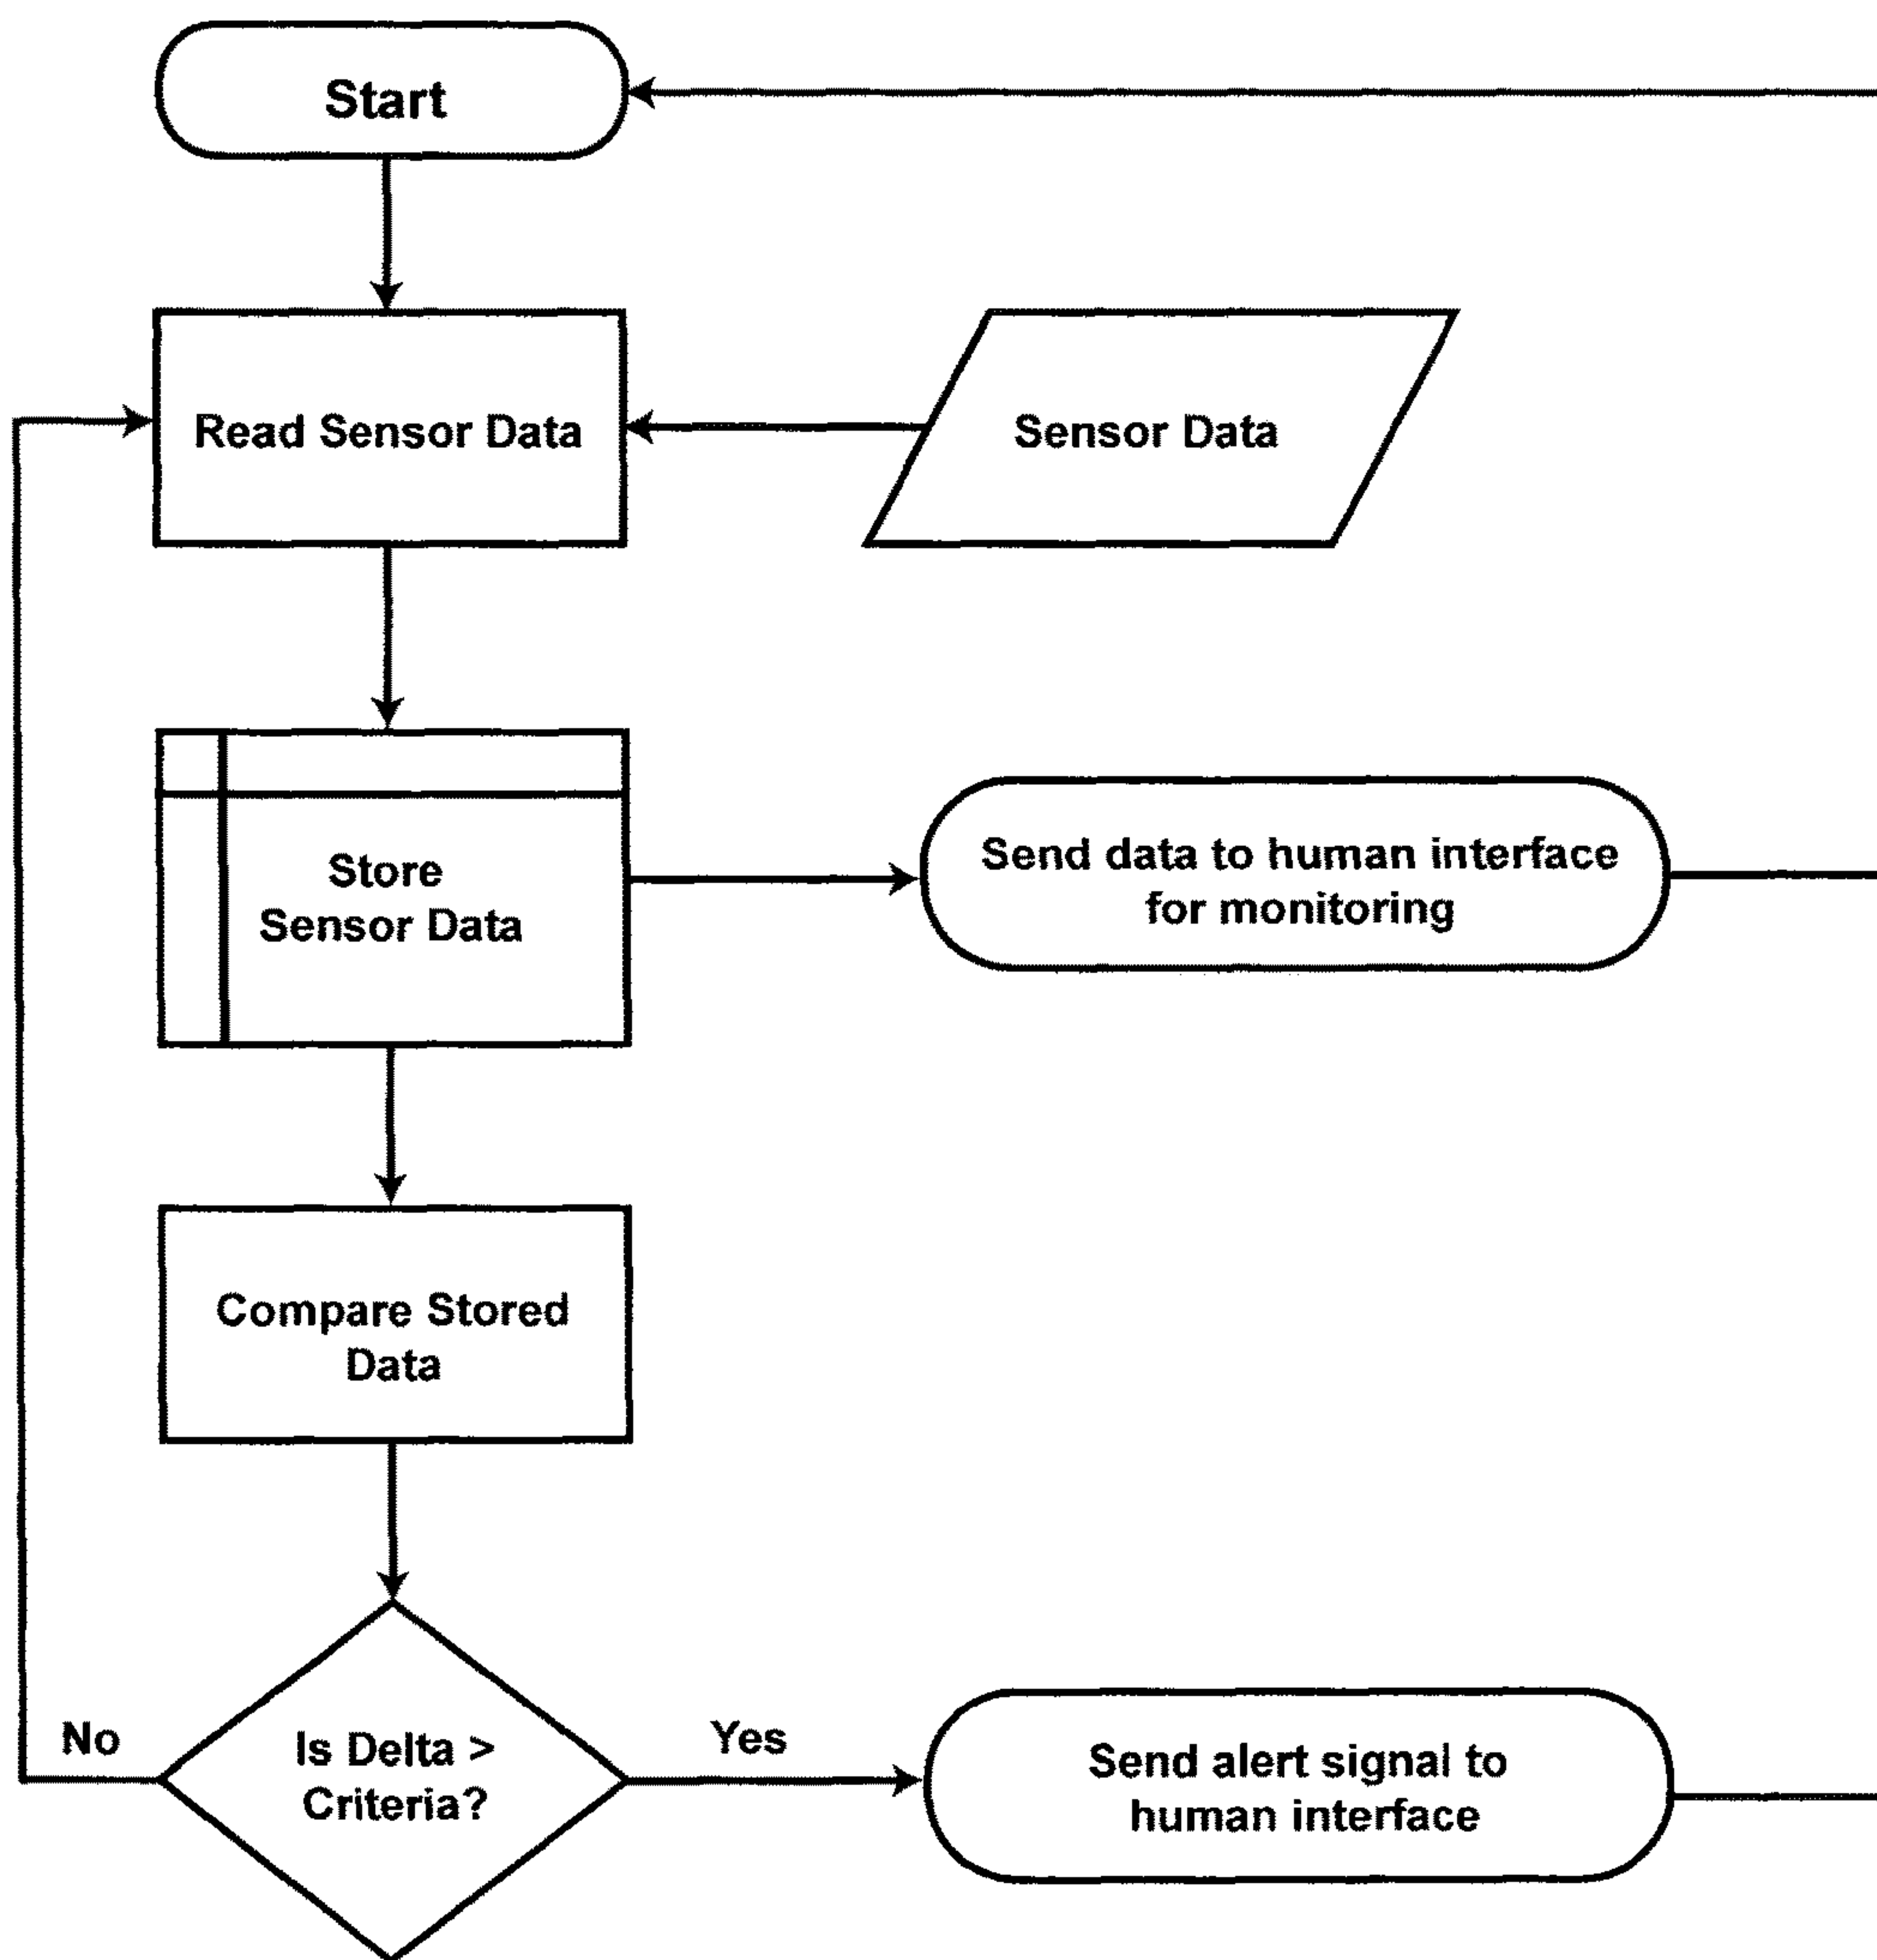 Start
Read Sensor Data
Sensor Data
Store
Sensor Data
Send data to human interface
for monitoring
Compare Stored
Data
No
Is Delta >
Criteria?
Yes
Send alert signal to
human interface